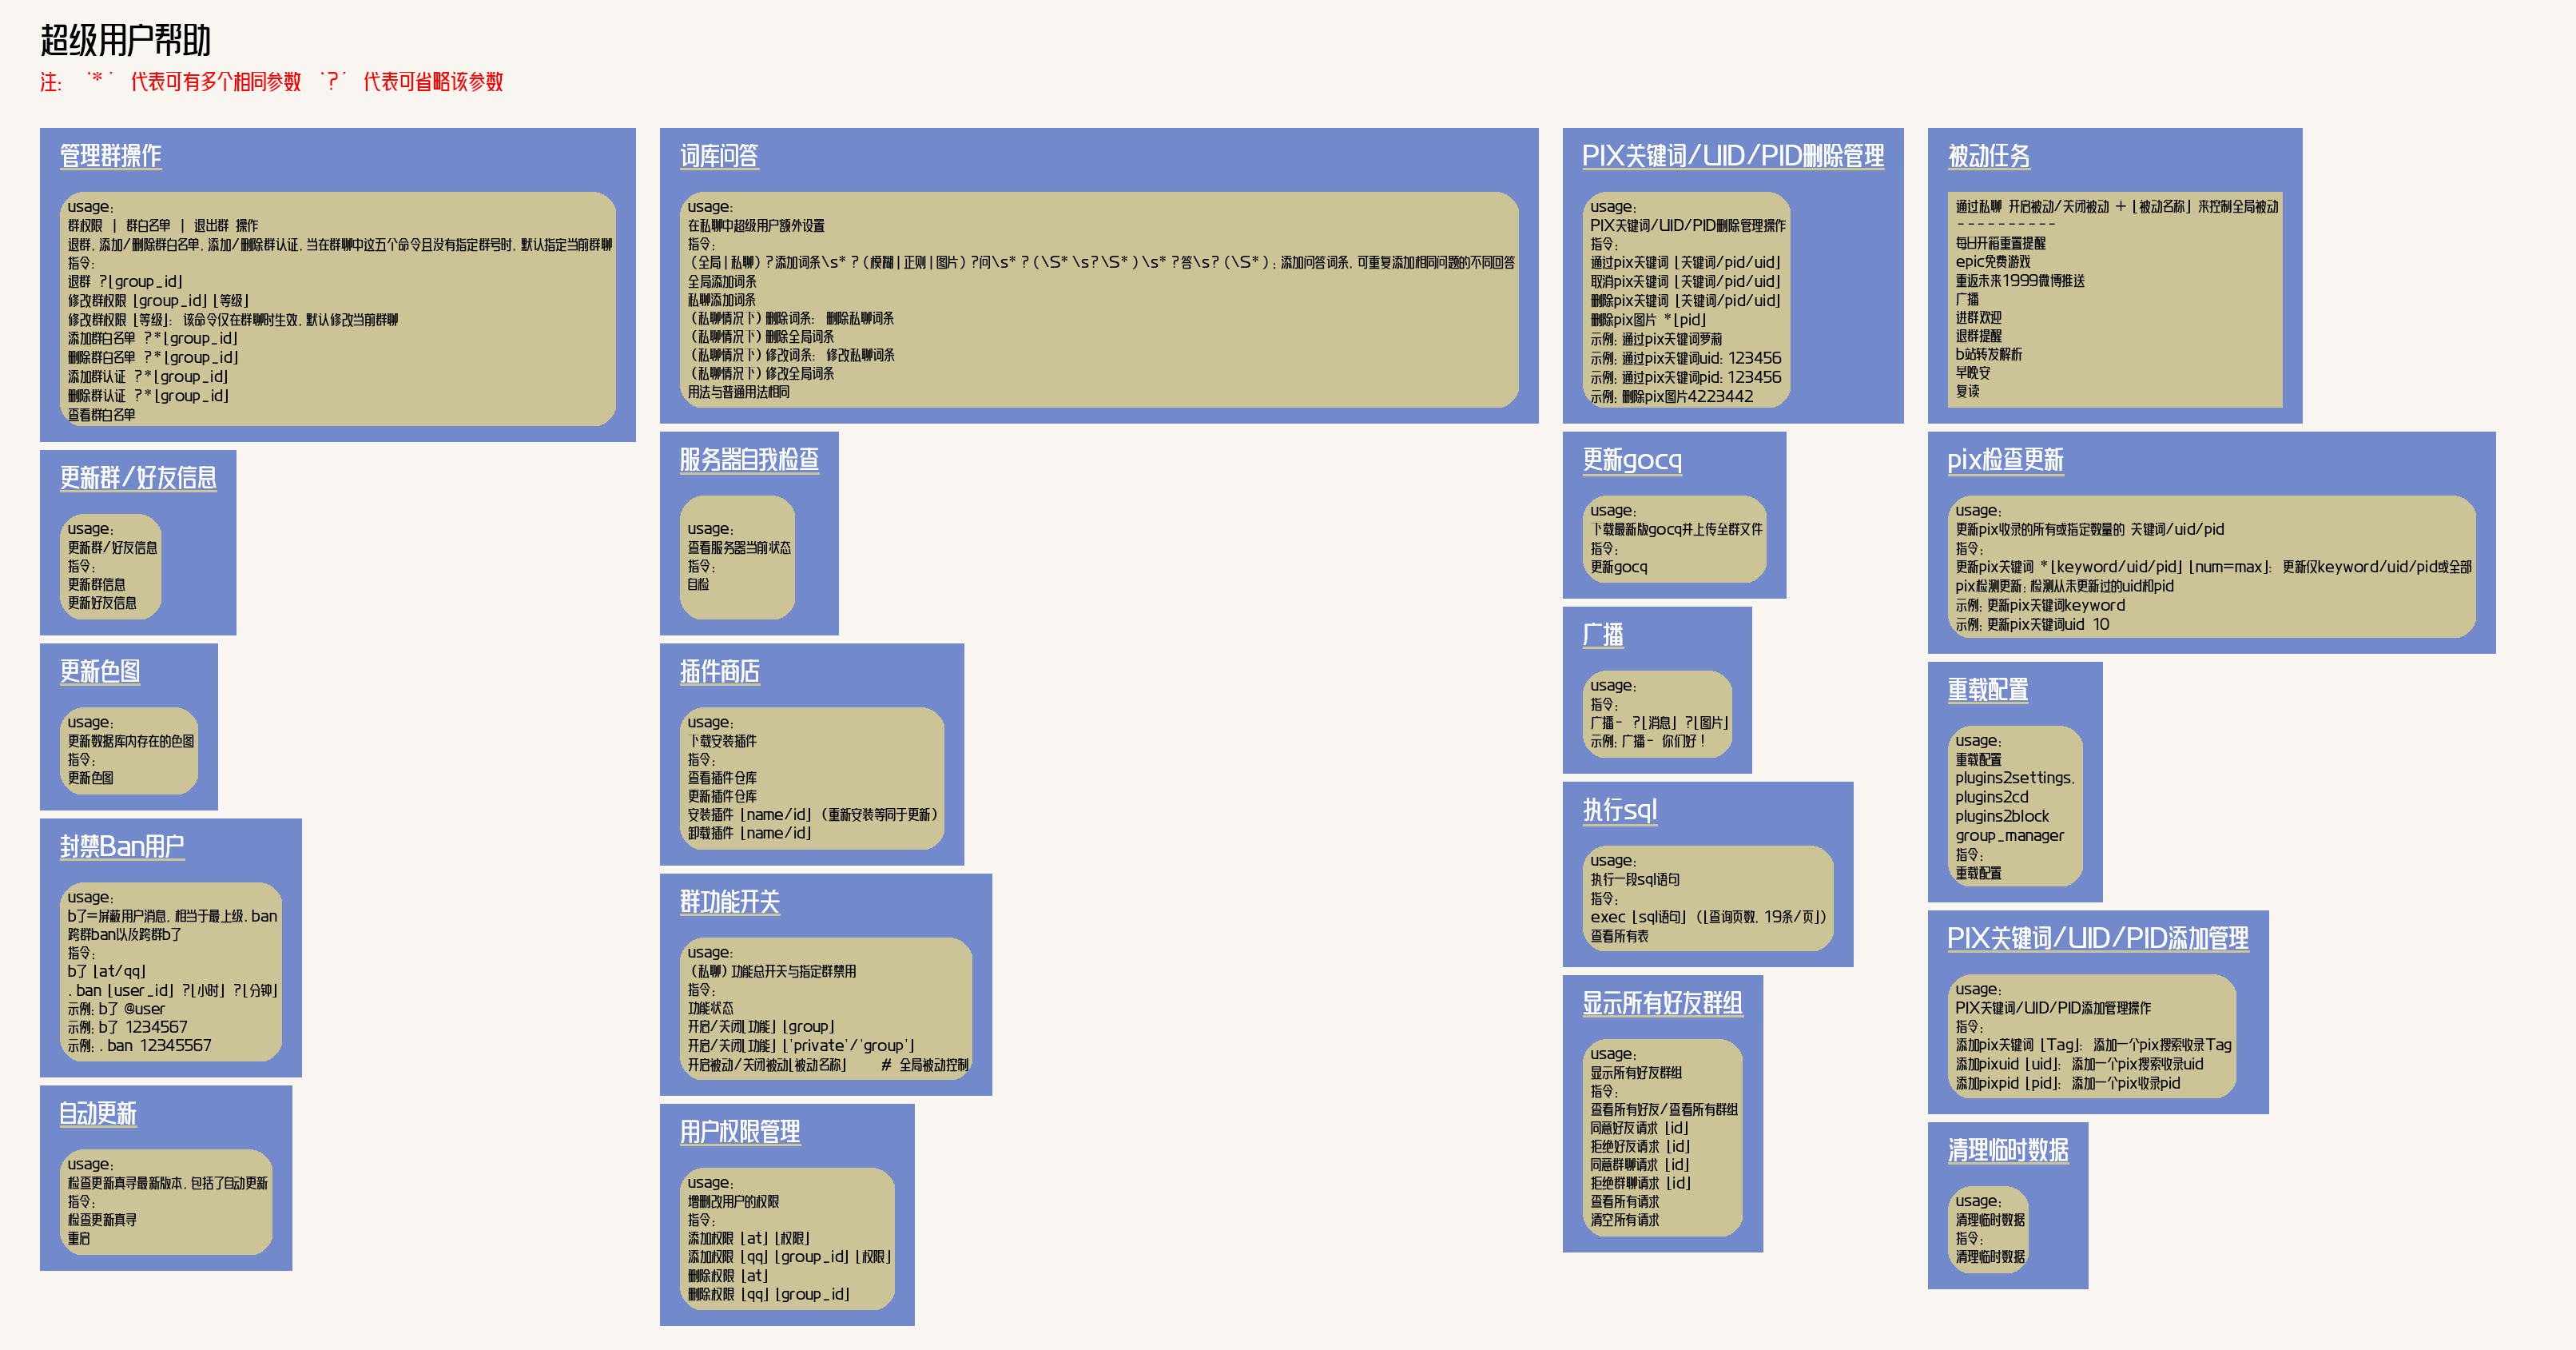 超级用户帮助
注： '*' 代表可有多个相同参数 '?' 代表可省略该参数
管理群操作
usage：
群权限 | 群白名单 | 退出群 操作
退群，添加/删除群白名单，添加/删除群认证，当在群聊中这五个命令且没有指定群号时，默认指定当前群聊
指令：
退群 ?[group_id]
修改群权限 [group_id] [等级]
修改群权限 [等级]： 该命令仅在群聊时生效，默认修改当前群聊
添加群白名单 ?*[group_id]
删除群白名单 ?*[group_id]
添加群认证 ?*[group_id]
删除群认证 ?*[group_id]
查看群白名单
更新群/好友信息
usage：
更新群/好友信息
指令：
更新群信息
更新好友信息
更新色图
usage：
更新数据库内存在的色图
指令：
更新色图
封禁Ban用户
usage：
b了=屏蔽用户消息，相当于最上级.ban
跨群ban以及跨群b了
指令：
b了 [at/qq]
.ban [user_id] ?[小时] ?[分钟]
示例：b了 @user
示例：b了 1234567
示例：.ban 12345567
自动更新
usage：
检查更新真寻最新版本，包括了自动更新
指令：
检查更新真寻
重启
词库问答
usage：
在私聊中超级用户额外设置
指令：
(全局|私聊)?添加词条\s*?(模糊|正则|图片)?问\s*?(\S*\s?\S*)\s*?答\s?(\S*)：添加问答词条，可重复添加相同问题的不同回答
全局添加词条
私聊添加词条
(私聊情况下)删除词条： 删除私聊词条
(私聊情况下)删除全局词条
(私聊情况下)修改词条： 修改私聊词条
(私聊情况下)修改全局词条
用法与普通用法相同
服务器自我检查
usage：
查看服务器当前状态
指令：
自检
插件商店
usage：
下载安装插件
指令：
查看插件仓库
更新插件仓库
安装插件 [name/id] (重新安装等同于更新)
卸载插件 [name/id]
群功能开关
usage：
(私聊)功能总开关与指定群禁用
指令：
功能状态
开启/关闭[功能] [group]
开启/关闭[功能] ['private'/'group']
开启被动/关闭被动[被动名称] # 全局被动控制
用户权限管理
usage：
增删改用户的权限
指令：
添加权限 [at] [权限]
添加权限 [qq] [group_id] [权限]
删除权限 [at]
删除权限 [qq] [group_id]
PIX关键词/UID/PID删除管理
usage：
PIX关键词/UID/PID删除管理操作
指令：
通过pix关键词 [关键词/pid/uid]
取消pix关键词 [关键词/pid/uid]
删除pix关键词 [关键词/pid/uid]
删除pix图片 *[pid]
示例：通过pix关键词萝莉
示例：通过pix关键词uid：123456
示例：通过pix关键词pid：123456
示例：删除pix图片4223442
更新gocq
usage：
下载最新版gocq并上传至群文件
指令：
更新gocq
广播
usage：
指令：
广播- ?[消息] ?[图片]
示例：广播- 你们好！
执行sql
usage：
执行一段sql语句
指令：
exec [sql语句] ([查询页数，19条/页])
查看所有表
显示所有好友群组
usage：
显示所有好友群组
指令：
查看所有好友/查看所有群组
同意好友请求 [id]
拒绝好友请求 [id]
同意群聊请求 [id]
拒绝群聊请求 [id]
查看所有请求
清空所有请求
被动任务
通过私聊 开启被动/关闭被动 + [被动名称] 来控制全局被动
----------
每日开箱重置提醒
epic免费游戏
重返未来1999微博推送
广播
进群欢迎
退群提醒
b站转发解析
早晚安
复读
pix检查更新
usage：
更新pix收录的所有或指定数量的 关键词/uid/pid
指令：
更新pix关键词 *[keyword/uid/pid] [num=max]： 更新仅keyword/uid/pid或全部
pix检测更新：检测从未更新过的uid和pid
示例：更新pix关键词keyword
示例：更新pix关键词uid 10
重载配置
usage：
重载配置
plugins2settings，
plugins2cd
plugins2block
group_manager
指令：
重载配置
PIX关键词/UID/PID添加管理
usage：
PIX关键词/UID/PID添加管理操作
指令：
添加pix关键词 [Tag]： 添加一个pix搜索收录Tag
添加pixuid [uid]： 添加一个pix搜索收录uid
添加pixpid [pid]： 添加一个pix收录pid
清理临时数据
usage：
清理临时数据
指令：
清理临时数据